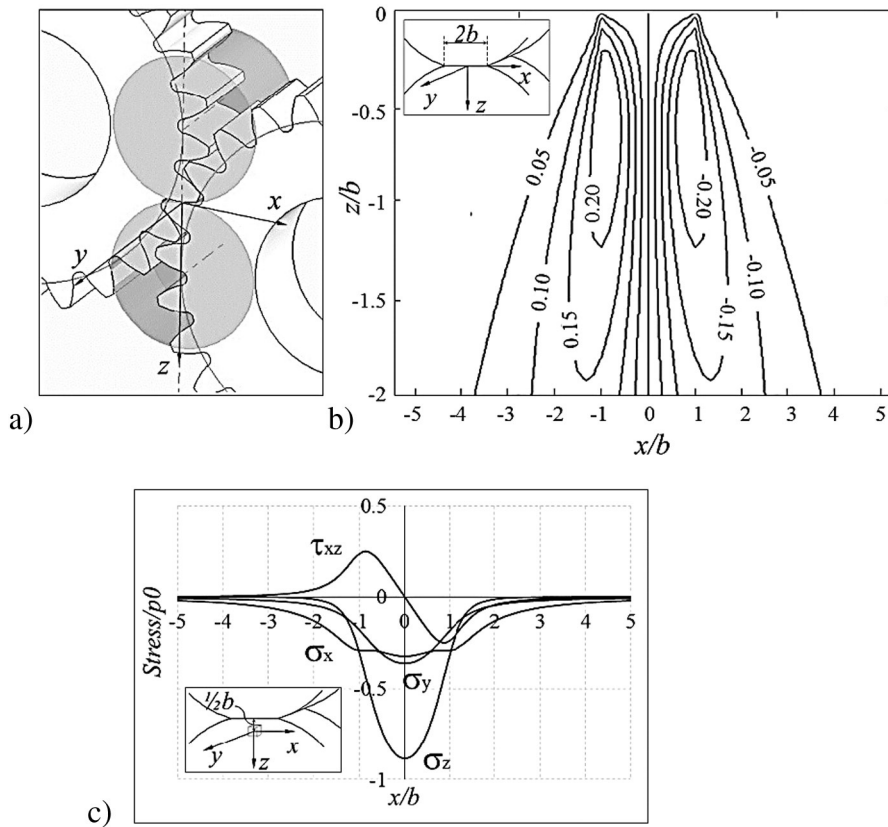 x
y
z
a)
0
-0.5
-1
-1.5
-2
z/b
2b
x
y
z
0.05
0.10
0.15
0.20
-0.20
-0.15
-0.10
-0.05
-5 -4 -3 -2 -1 0 1 2 3 4 5
x/b
b)
0.5
0
-0.5
-1
Stress/p0
-5 -4 -3 -2 -1 0 1 2 3 4 5
τxz
σx
σy
σz
½b
x
y
z
x/b
c)